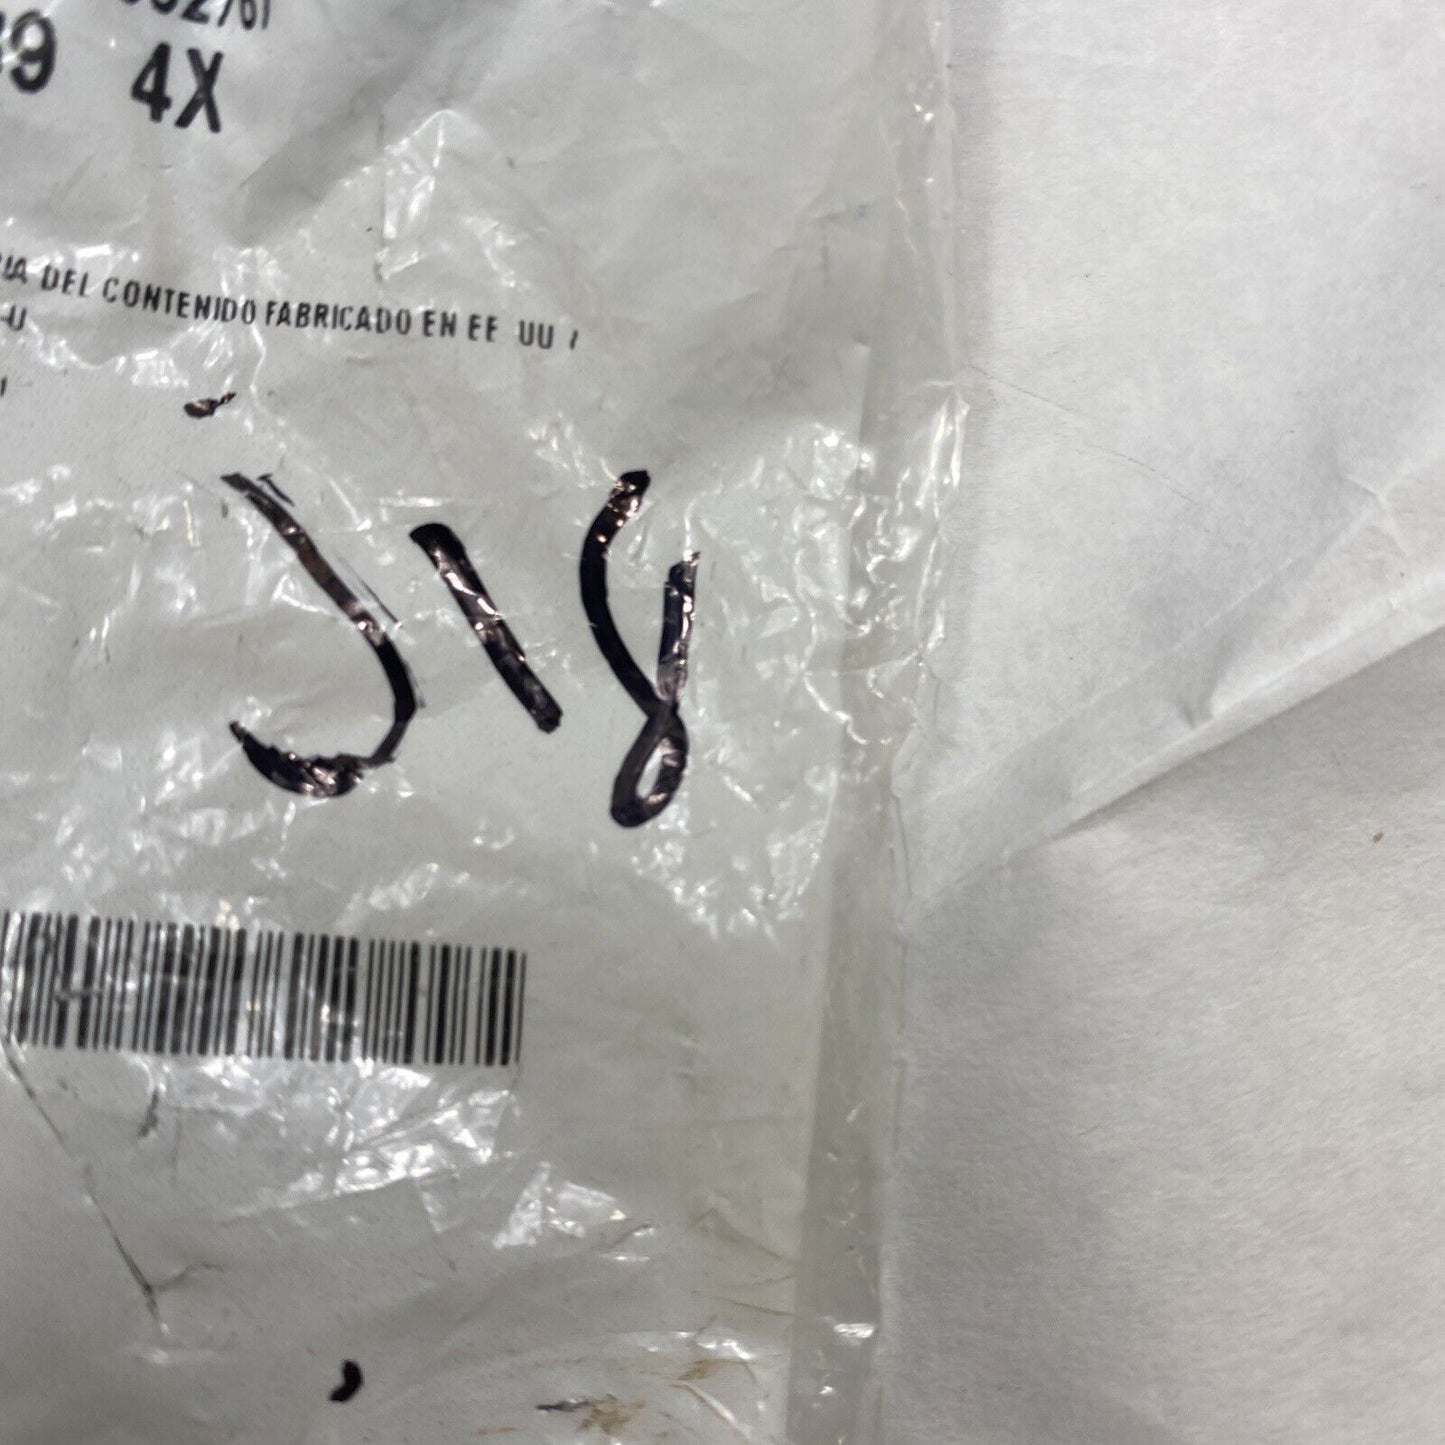 4X
DEL CONTENIDO FABRICADO EN EE UU
J18